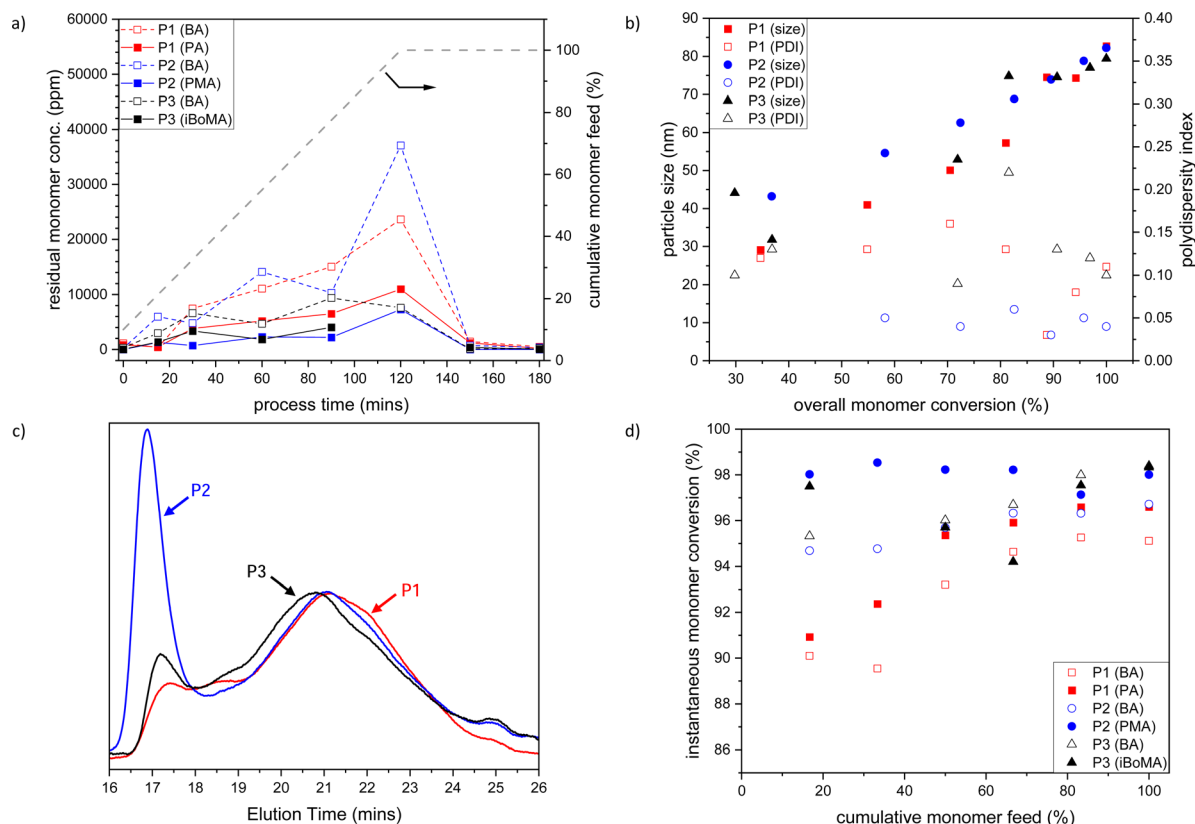 a)
residual monomer conc. (ppm)
60000
50000
40000
30000
20000
10000
0
P1 (BA)
P1 (PA)
P2 (BA)
P2 (PMA)
P3 (BA)
P3 (iBoMA)
100
80
60
40
20
0
cumulative monomer feed (%)
0 20 40 60 80 100 120 140 160 180
process time (mins)
b)
particle size (nm)
90
80
70
60
50
40
30
20
10
0
P1 (size)
P1 (PDI)
P2 (size)
P2 (PDI)
P3 (size)
P3 (PDI)
0.40
0.35
0.30
0.25
0.20
0.15
0.10
0.05
0.00
polydispersity index
30 40 50 60 70 80 90 100
overall monomer conversion (%)
c)
P2
P3
P1
16 17 18 19 20 21 22 23 24 25 26
Elution Time (mins)
d)
instantaneous monomer conversion (%)
100
98
96
94
92
90
88
86
P1 (BA)
P1 (PA)
P2 (BA)
P2 (PMA)
P3 (BA)
P3 (iBoMA)
0 20 40 60 80 100
cumulative monomer feed (%)